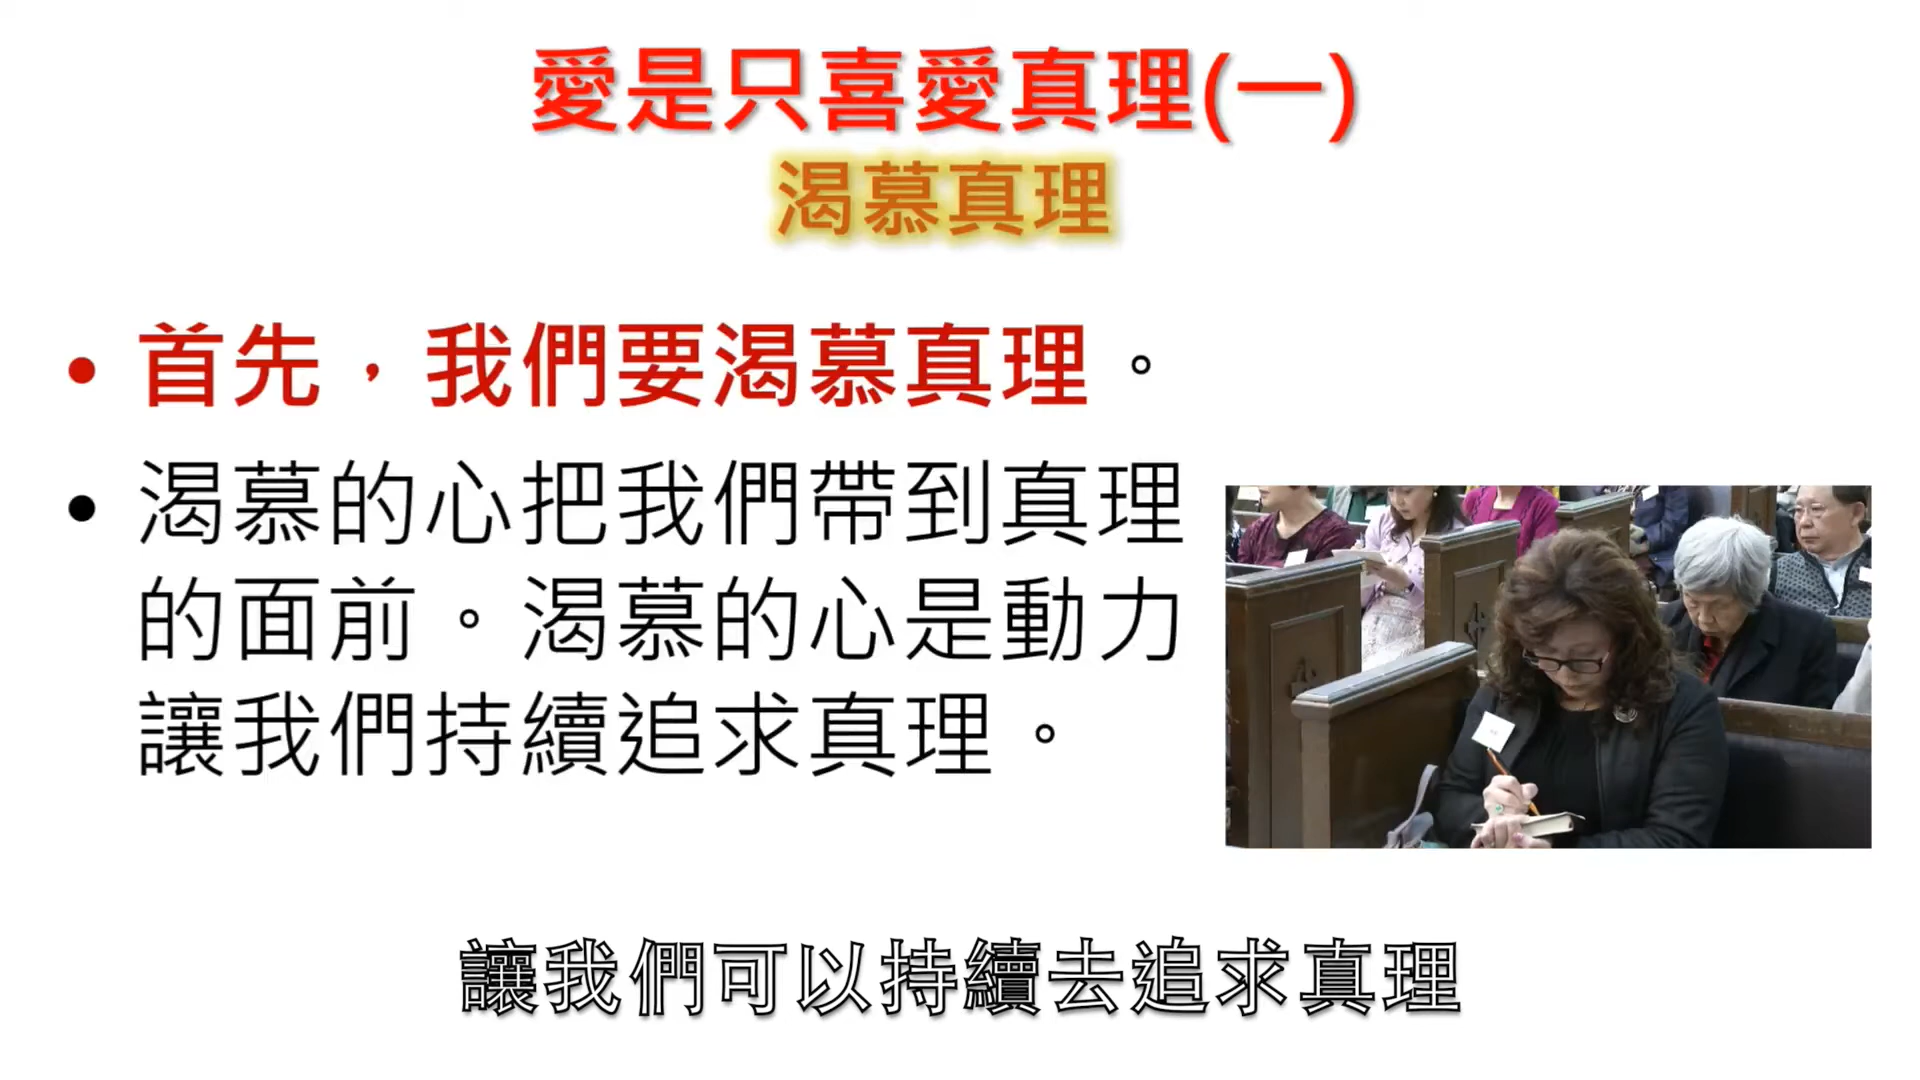 愛是只喜愛真理(一)
渴慕真理
• 首先，我們要渴慕真理。
• 渴慕的心把我們帶到真理
的面前。渴慕的心是動力
讓我們持續追求真理。
讓我們可以持續去追求真理